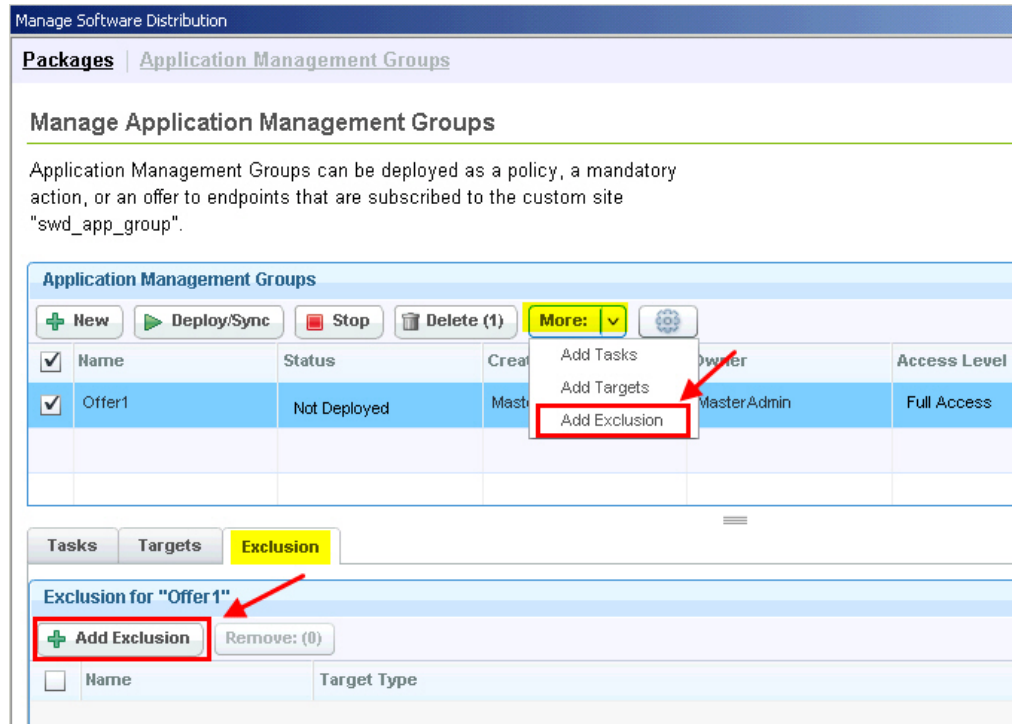 Manage Software Distribution
Packages | Application Management Groups
Manage Application Management Groups
Application Management Groups can be deployed as a policy, a mandatory
action, or an offer to endpoints that are subscribed to the custom site
"swd_app_group".
Application Management Groups
New Deploy/Sync Stop Delete (1) More:
Name Status Creat Owner Access Level
Add Tasks
Add Targets
Add Exclusion
Offer1 Not Deployed Maste MasterAdmin Full Access
Tasks Targets Exclusion
Exclusion for "Offer1"
Add Exclusion Remove: (0)
Name Target Type